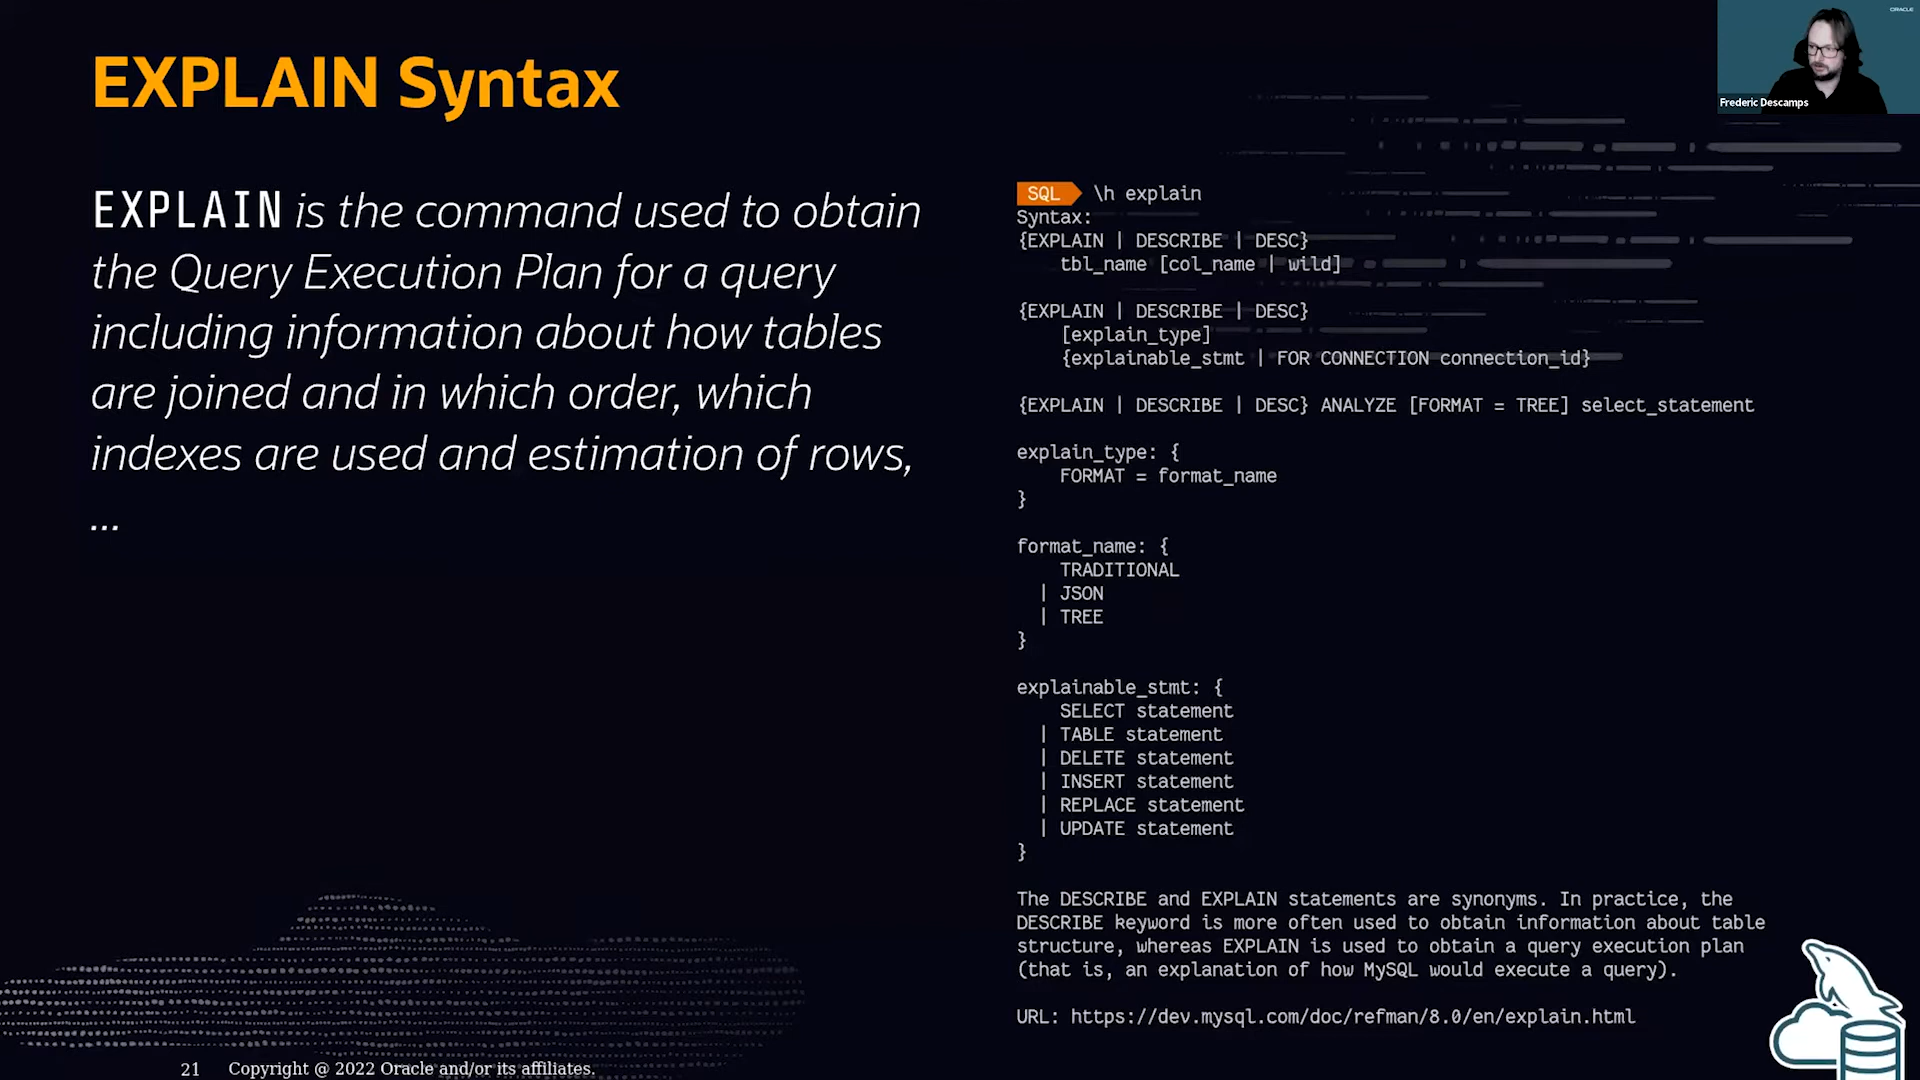 ORACLE
Frederic Descamps
EXPLAIN Syntax
EXPLAIN is the command used to obtain
the Query Execution Plan for a query
including information about how tables
are joined and in which order, which
indexes are used and estimation of rows,
...
SQL \h explain
Syntax:
{EXPLAIN | DESCRIBE | DESC}
    tbl_name [col_name | wild]
{EXPLAIN | DESCRIBE | DESC}
    [explain_type]
    {explainable_stmt | FOR CONNECTION connection_id}
{EXPLAIN | DESCRIBE | DESC} ANALYZE [FORMAT = TREE] select_statement
explain_type: {
    FORMAT = format_name
}
format_name: {
    TRADITIONAL
  | JSON
  | TREE
}
explainable_stmt: {
    SELECT statement
  | TABLE statement
  | DELETE statement
  | INSERT statement
  | REPLACE statement
  | UPDATE statement
}
The DESCRIBE and EXPLAIN statements are synonyms. In practice, the
DESCRIBE keyword is more often used to obtain information about table
structure, whereas EXPLAIN is used to obtain a query execution plan
(that is, an explanation of how MySQL would execute a query).
URL: https://dev.mysql.com/doc/refman/8.0/en/explain.html
21 Copyright @ 2022 Oracle and/or its affiliates.